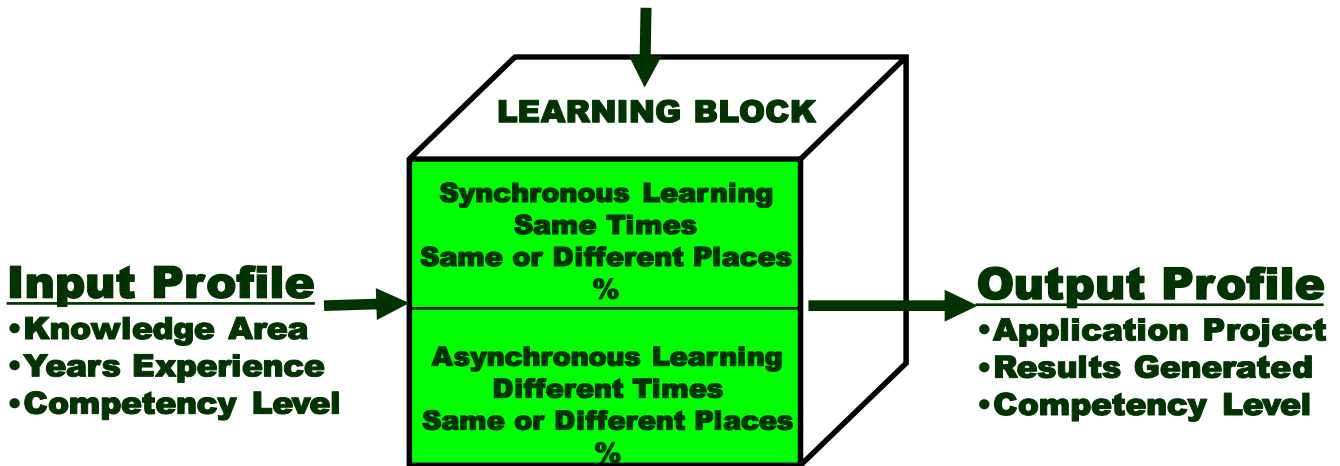 LEARNING BLOCK
Synchronous Learning
Same Times
Same or Different Places
%
Input Profile
•Knowledge Area
•Years Experience
•Competency Level
Asynchronous Learning
Different Times
Same or Different Places
%
Output Profile
•Application Project
•Results Generated
•Competency Level